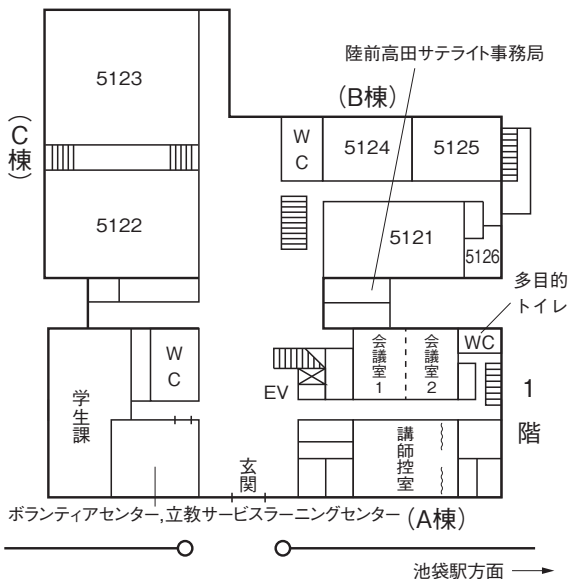 陸前高田サテライト事務局
(B棟)
5123
(C棟)
WC
5124
5125
5122
5121
5126
多目的
トイレ
WC
会議室1
会議室2
WC
EV
学生課
1階
講師控室
玄関
ボランティアセンター,立教サービスラーニングセンター
(A棟)
池袋駅方面